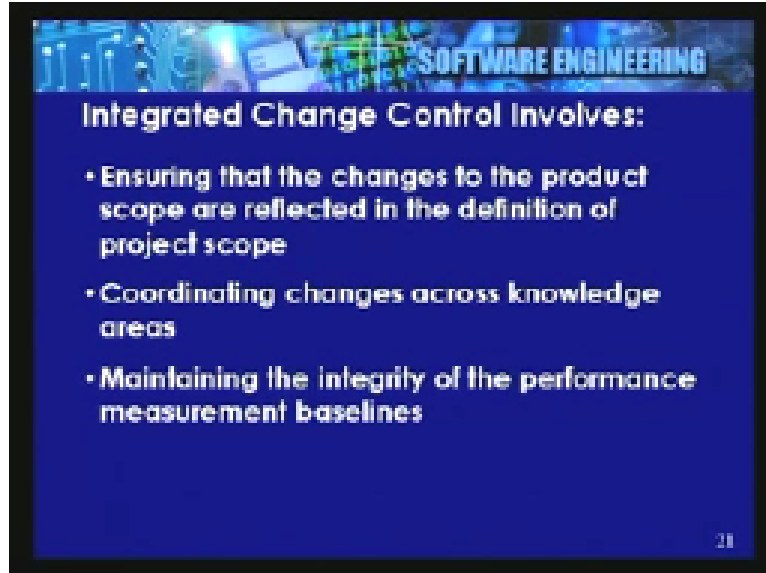 SOFTWARE ENGINEERING
Integrated Change Control Involves:
• Ensuring that the changes to the product
scope are reflected in the definition of
project scope
• Coordinating changes across knowledge
areas
• Maintaining the integrity of the performance
measurement baselines
21